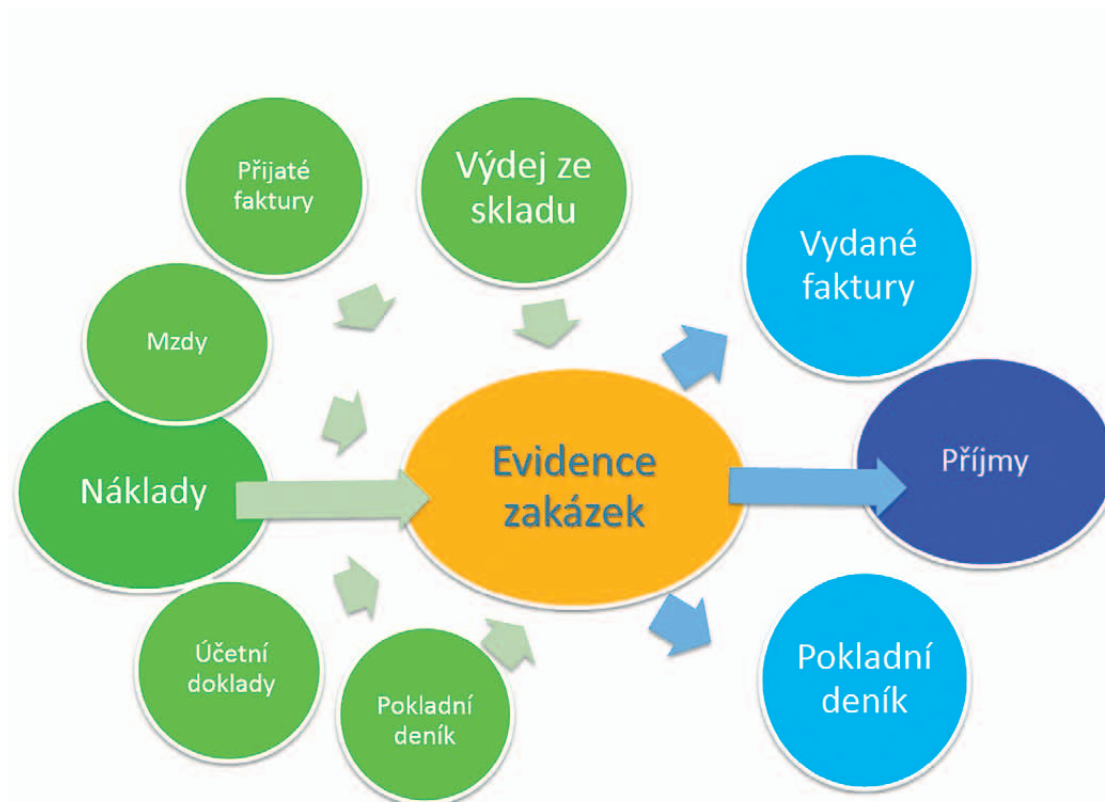 Přijaté
faktury
Výdej ze
skladu
Vydané
faktury
Mzdy
Náklady
Evidence
zakázek
Příjmy
Účetní
doklady
Pokladní
deník
Pokladní
deník